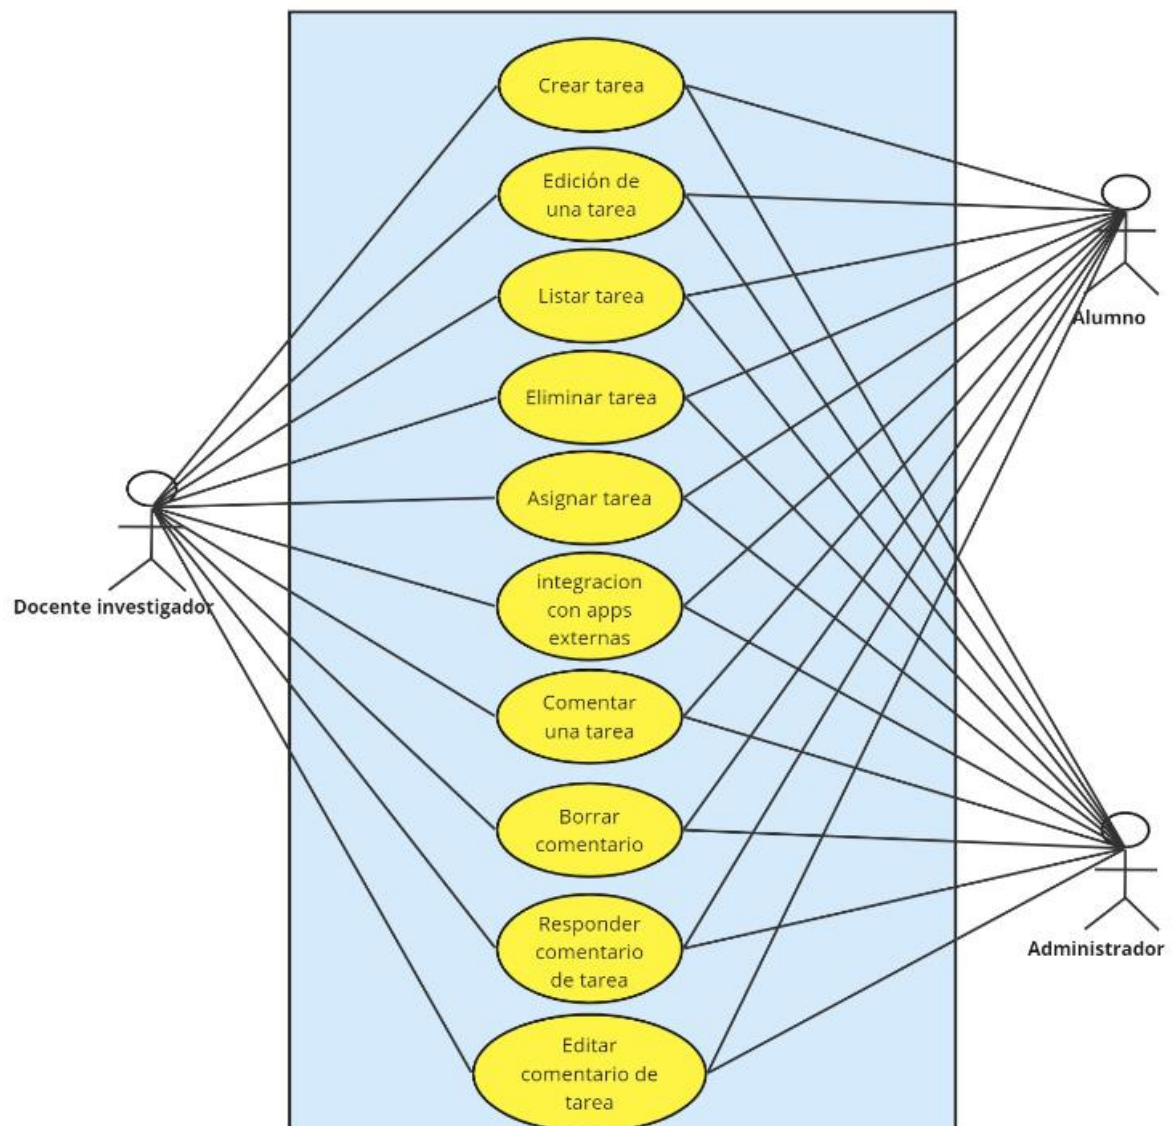 Crear tarea
Edición de
una tarea
Listar tarea
Alumno
Eliminar tarea
Asignar tarea
Docente investigador
integracion
con apps
externas
Comentar
una tarea
Borrar
comentario
Responder
comentario
de tarea
Administrador
Editar
comentario de
tarea